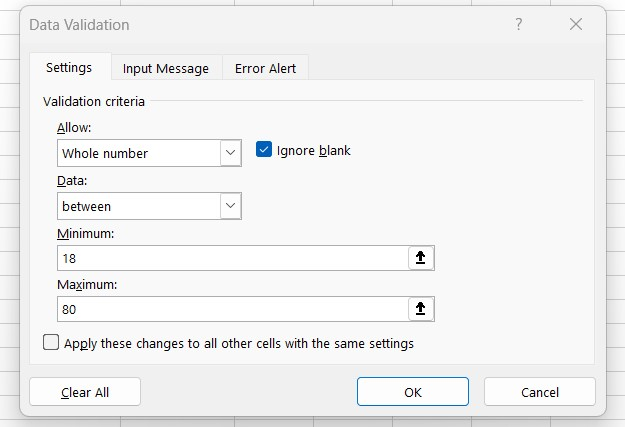 Data Validation ?
Settings Input Message Error Alert
Validation criteria
Allow:
Whole number Ignore blank
Data:
between
Minimum:
18
Maximum:
80
Apply these changes to all other cells with the same settings
Clear All OK Cancel